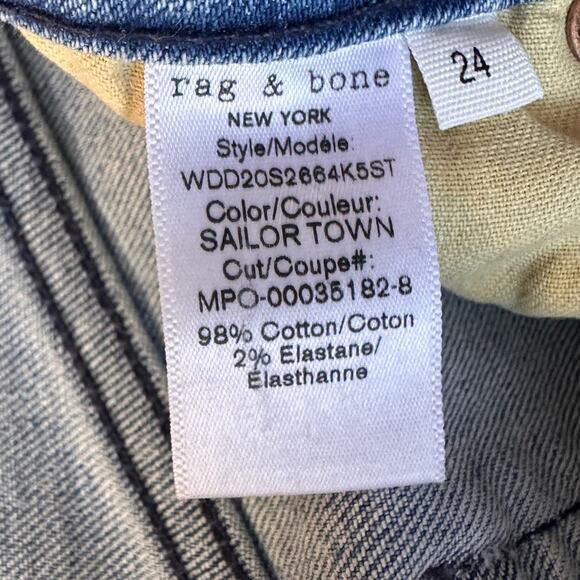 rag & bone
NEW YORK
Style/Modèle:
WDD20S2664K5ST
Color/Couleur:
SAILOR TOWN
Cut/Coupe#:
MPO-00035182-8
98% Cotton/Coton
2% Elastane/
Élasthanne
24